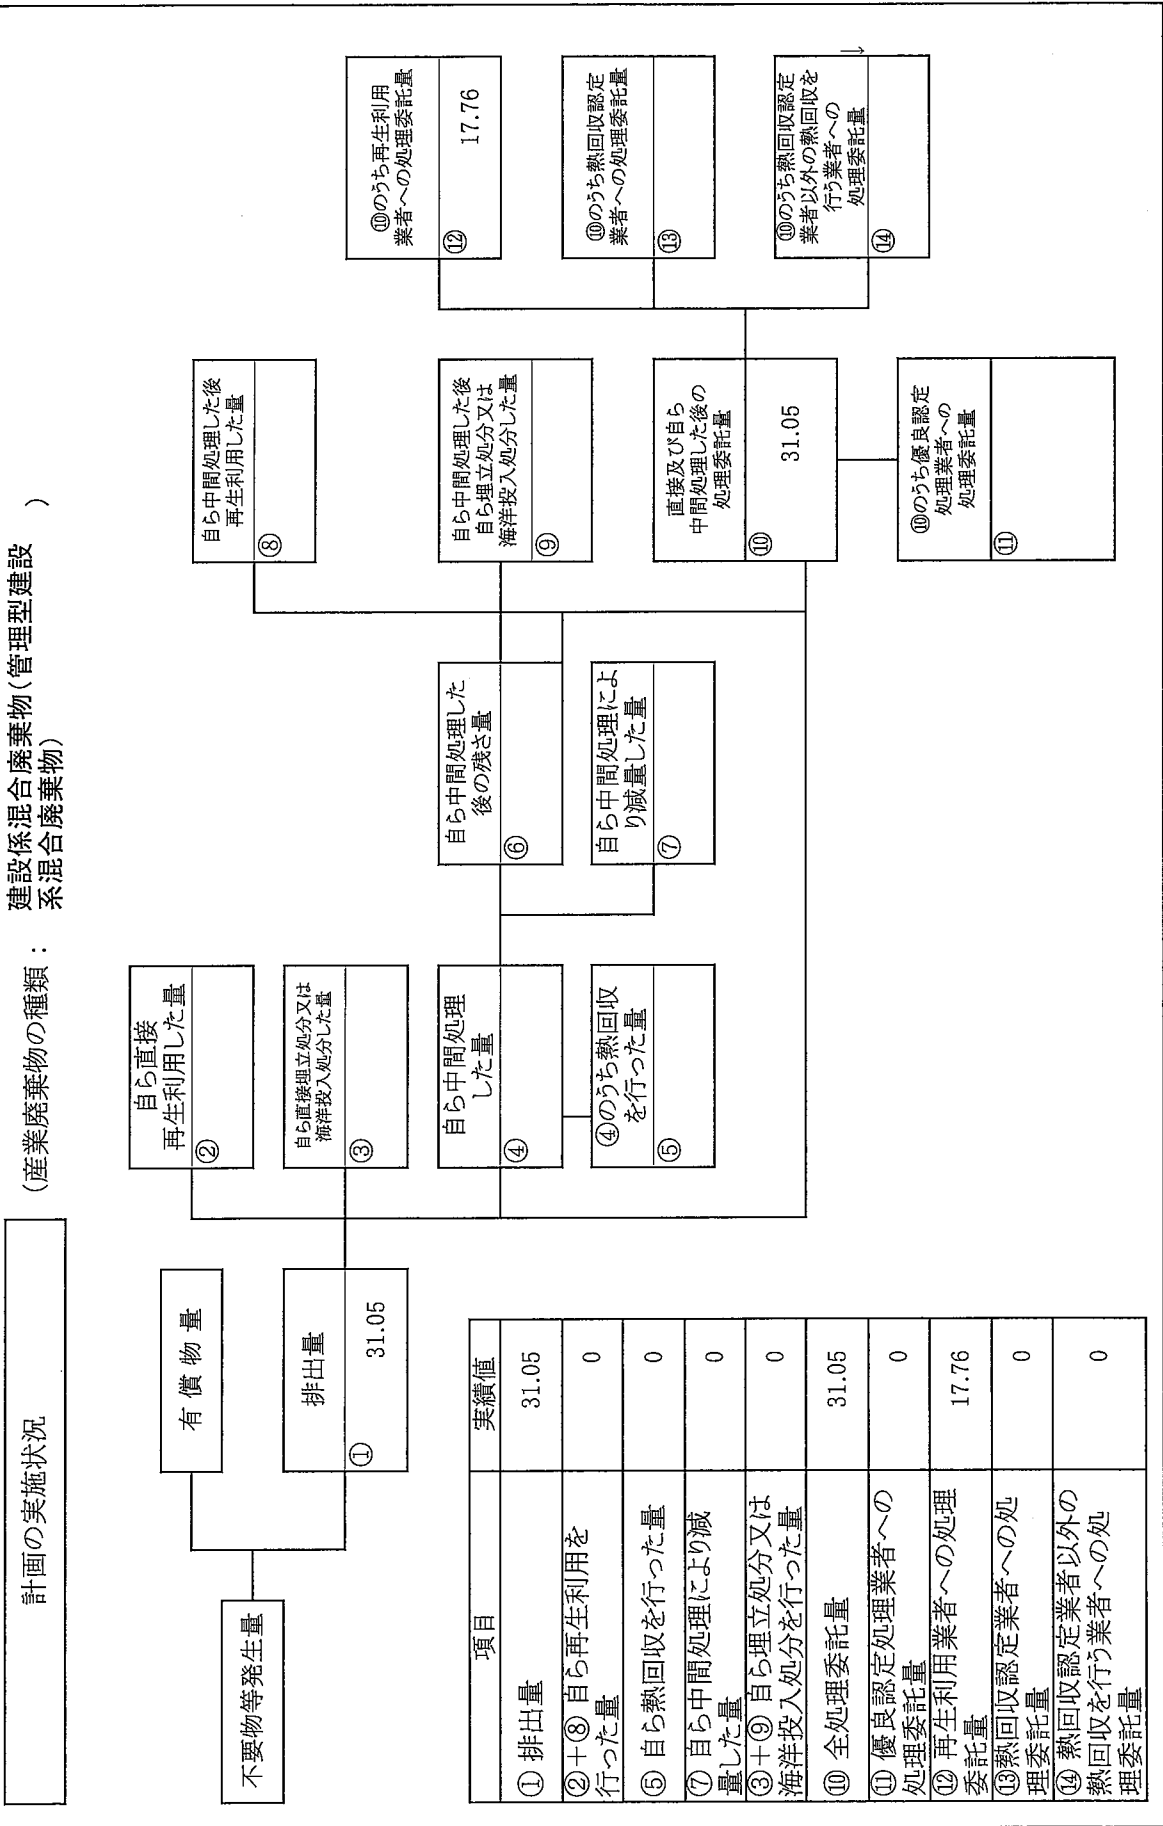 計画の実施状況
（産業廃棄物の種類：
建設係混合廃棄物（管理型建設
系混合廃棄物）
）
不要物等発生量
有償物量
排出量
①
31.05
自ら直接
再生利用した量
②
自ら直接埋立処分又は
海洋投入処分した量
③
自ら中間処理
した量
④
④のうち熱回収
を行った量
⑤
自ら中間処理した
後の残さ量
⑥
自ら中間処理によ
り減量した量
⑦
自ら中間処理した後
再生利用した量
⑧
自ら中間処理した後
自ら埋立処分又は
海洋投入処分した量
⑨
直接及び自ら
中間処理した後の
処理委託量
⑩
31.05
⑩のうち優良認定
処理業者への
処理委託量
⑪
⑩のうち再生利用
業者への処理委託量
⑫
17.76
⑩のうち熱回収認定
業者への処理委託量
⑬
⑩のうち熱回収認定
業者以外の熱回収を
行う業者への
処理委託量
⑭
項目
実績値
① 排出量
31.05
②＋⑧ 自ら再生利用を
行った量
0
⑤ 自ら熱回収を行った量
0
⑦ 自ら中間処理により減
量した量
0
③＋⑨ 自ら埋立処分又は
海洋投入処分を行った量
0
⑩ 全処理委託量
31.05
⑪ 優良認定処理業者への
処理委託量
0
⑫ 再生利用業者への処理
委託量
17.76
⑬熱回収認定業者への処
理委託量
0
⑭ 熱回収認定業者以外の
熱回収を行う業者への処
理委託量
0